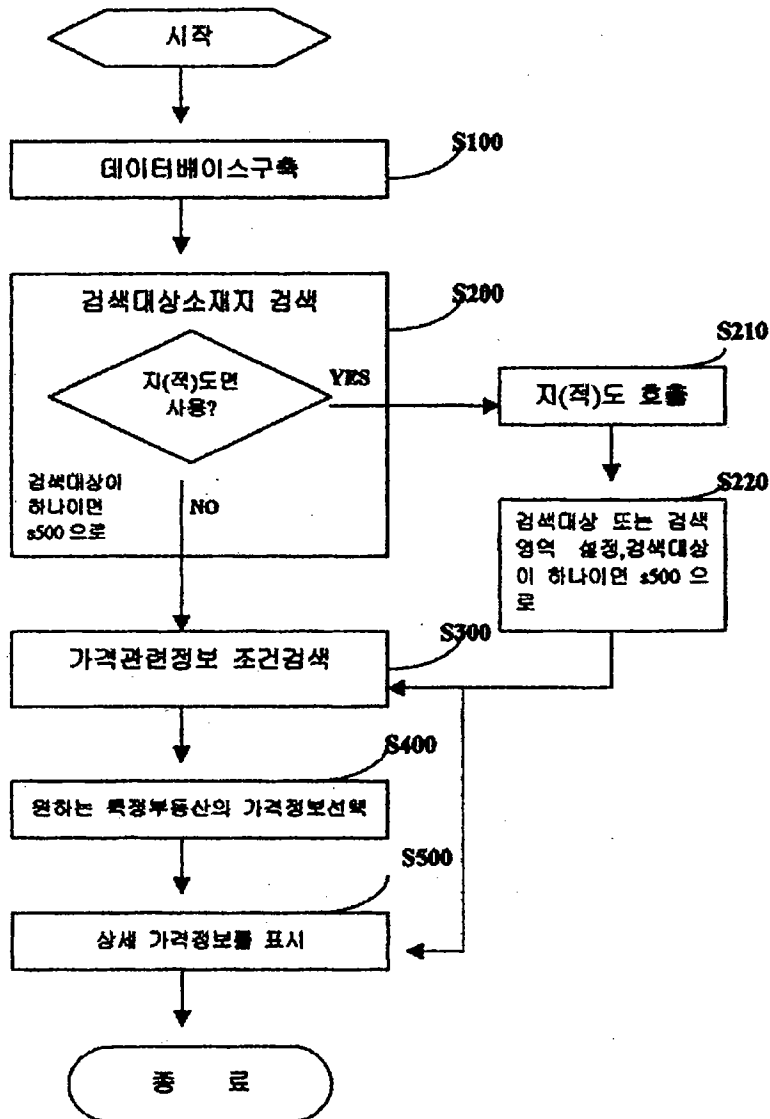 시작
S100
데이터베이스구축
S200
검색대상소재지 검색
지(적)도면
사용?
YES
검색대상이
하나이면
s500 으로
NO
S210
지(적)도 호출
S220
검색대상 또는 검색
영역 설정,검색대상
이 하나이면 s500 으
로
S300
가격관련정보 조건검색
S400
원하는 특정부동산의 가격정보선택
S500
상세 가격정보를 표시
종 료